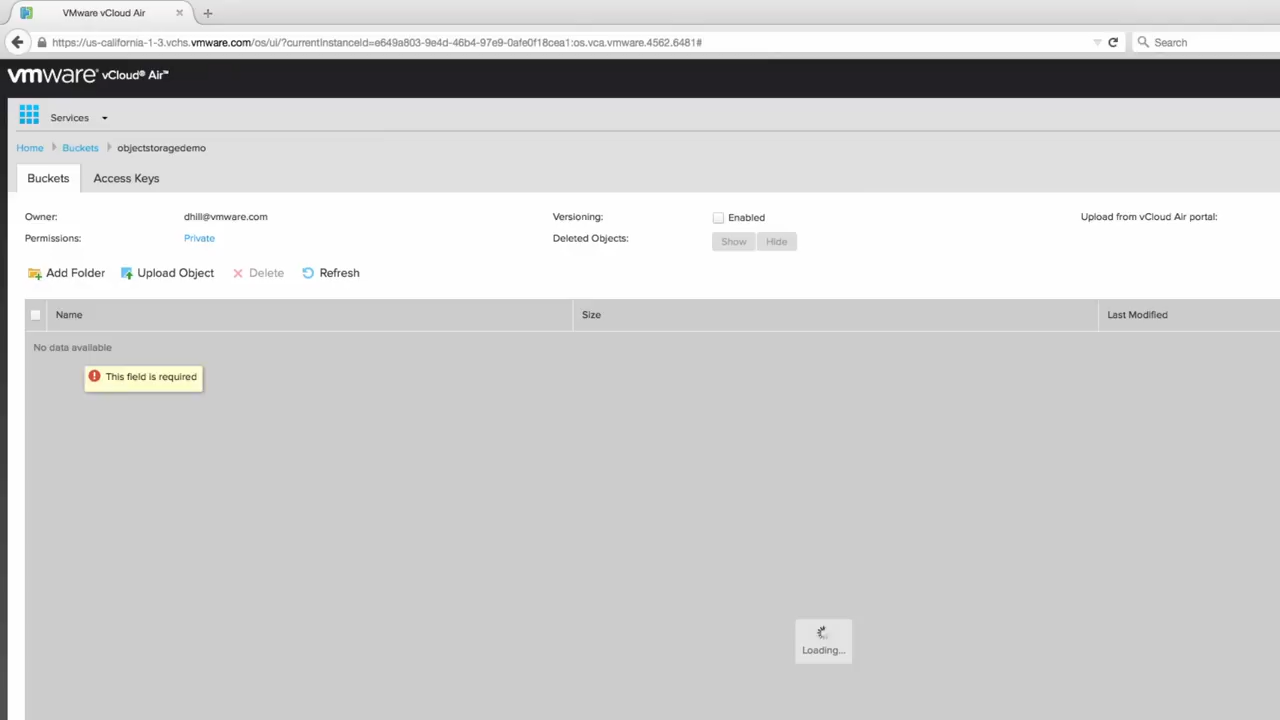 VMware vCloud Air
https://us-california-1-3.vchs.vmware.com/os/ui/?currentInstanceId=e649a803-9e4d-46b4-97e9-0afe0f18cea1:os.vca.vmware.4562.6481#
Search
vmware® vCloud® Air™
Services
Home
Buckets
objectstoragedemo
Buckets
Access Keys
Owner:
dhill@vmware.com
Versioning:
Enabled
Upload from vCloud Air portal:
Permissions:
Private
Deleted Objects:
Show
Hide
Add Folder
Upload Object
Delete
Refresh
Name
Size
Last Modified
No data available
This field is required
Loading...